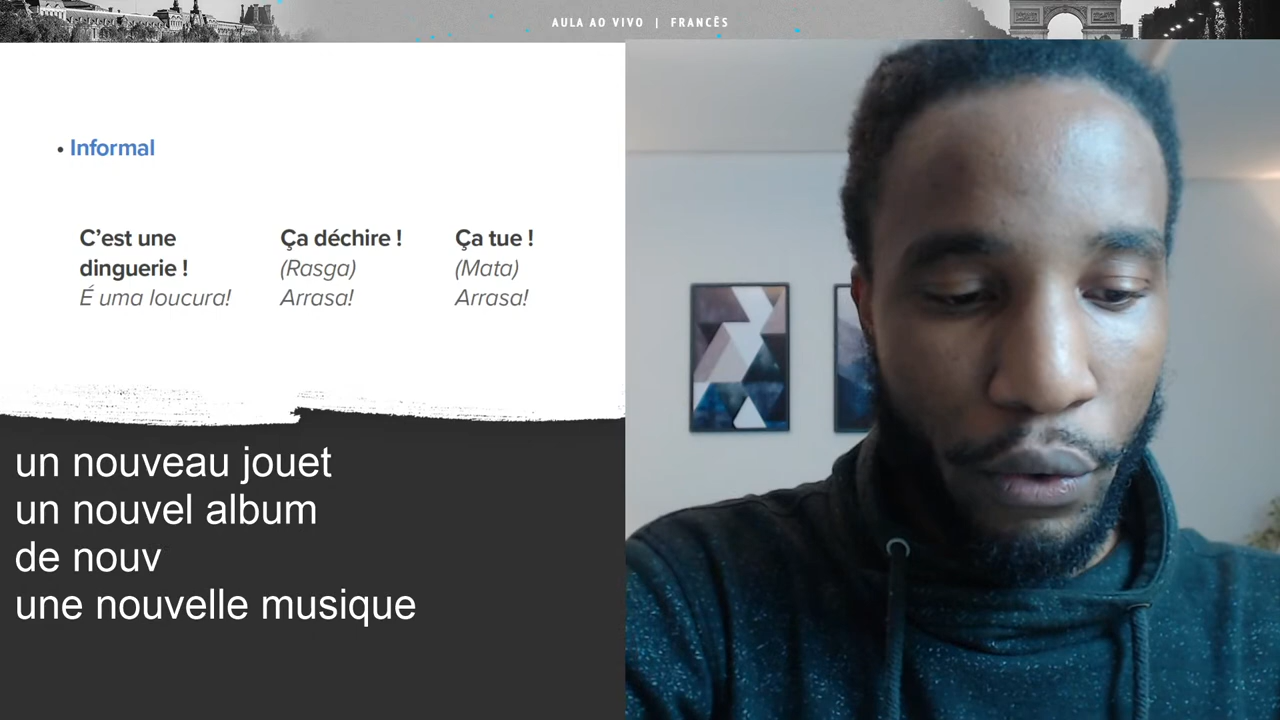 AULA AO VIVO | FRANCÊS
• Informal
C'est une
dinguerie !
É uma loucura!
Ça déchire !
(Rasga)
Arrasa!
Ça tue !
(Mata)
Arrasa!
un nouveau jouet
un nouvel album
de nouv
une nouvelle musique